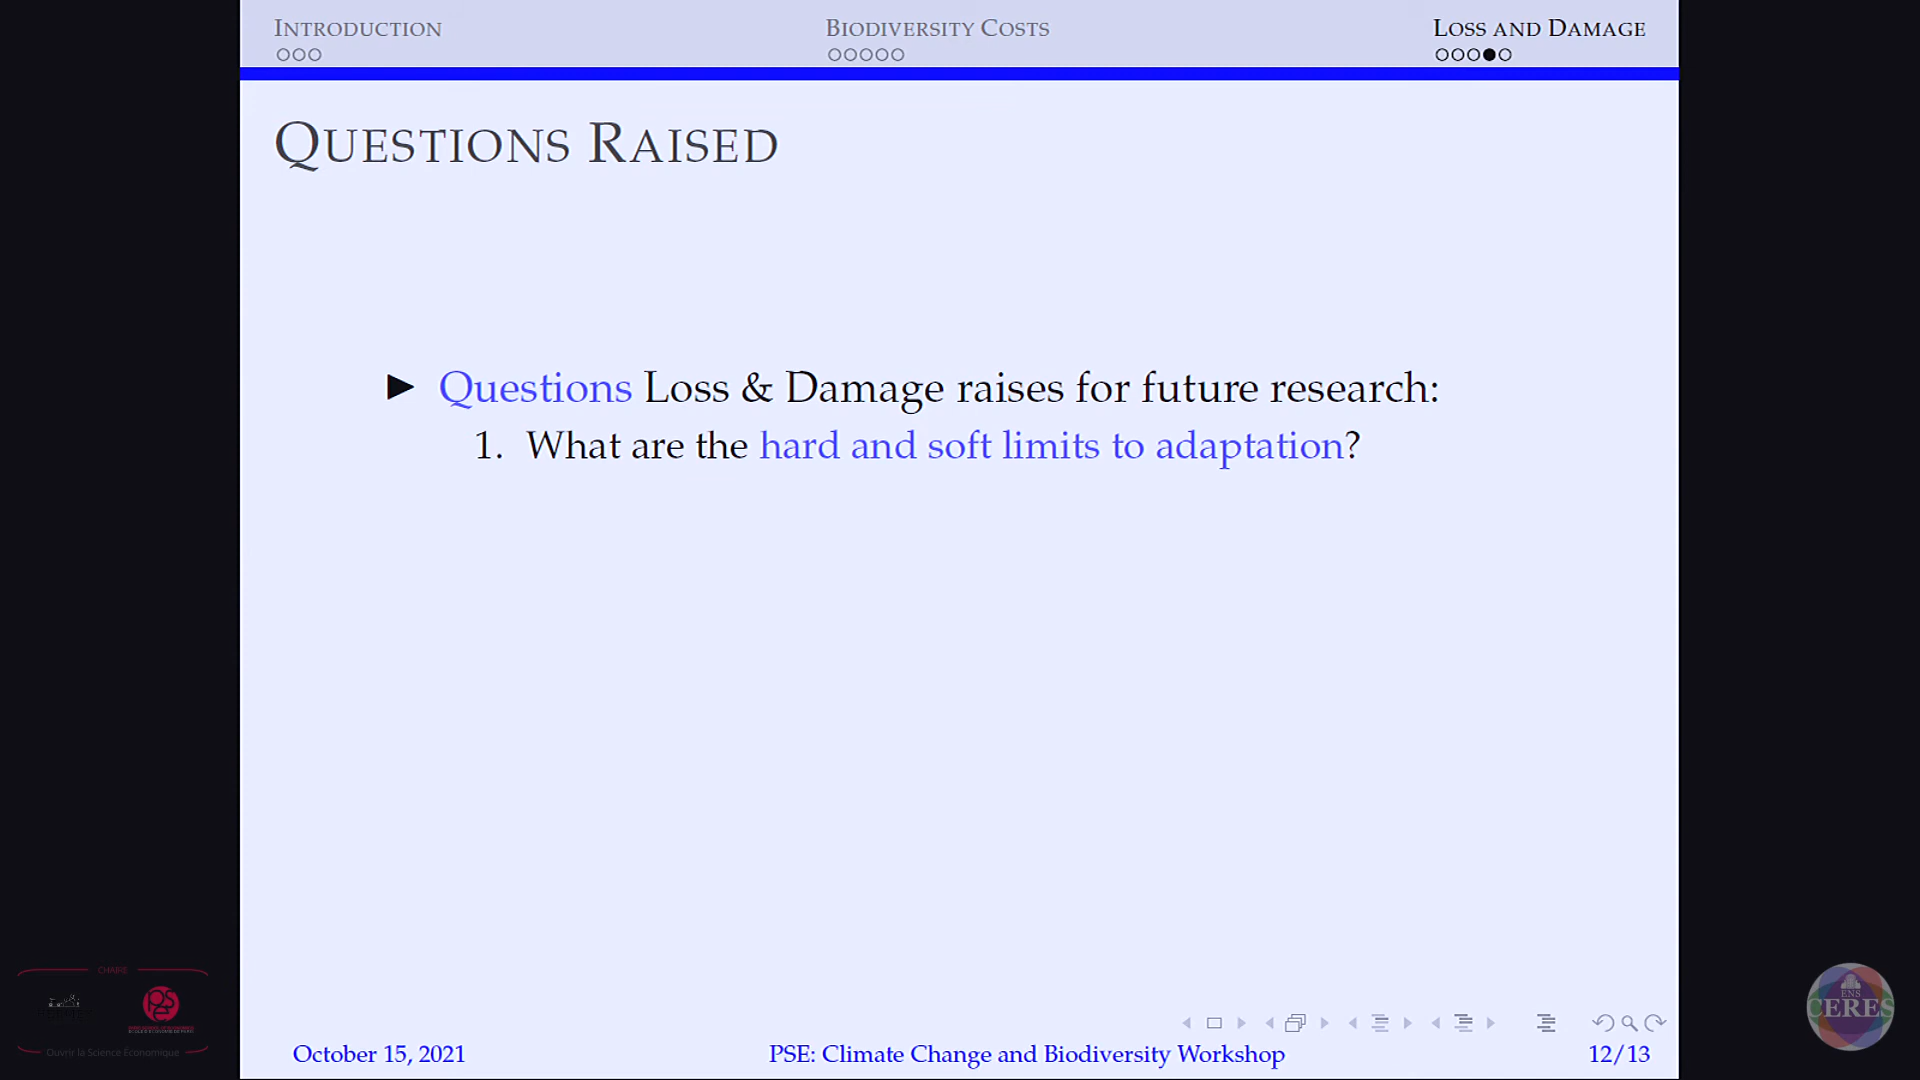 INTRODUCTION
BIODIVERSITY COSTS
LOSS AND DAMAGE
QUESTIONS RAISED
Questions Loss & Damage raises for future research:
1. What are the hard and soft limits to adaptation?
CHAIRE
PSE
Ouvrir la Science Économique
ENS
CERES
October 15, 2021
PSE: Climate Change and Biodiversity Workshop
12/13